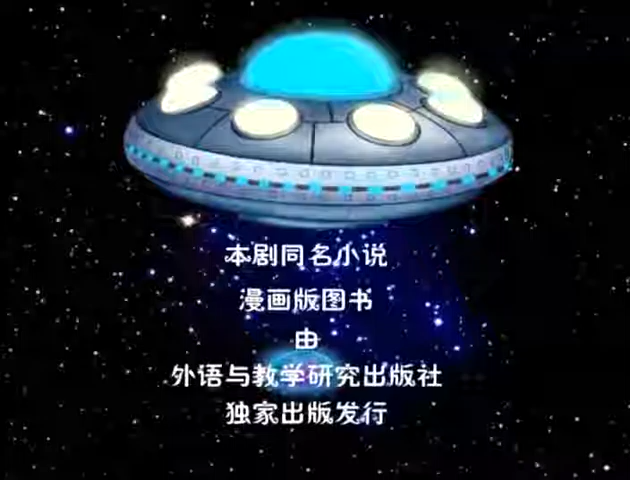 本剧同名小说
漫画版图书
由
外语与教学研究出版社
独家出版发行